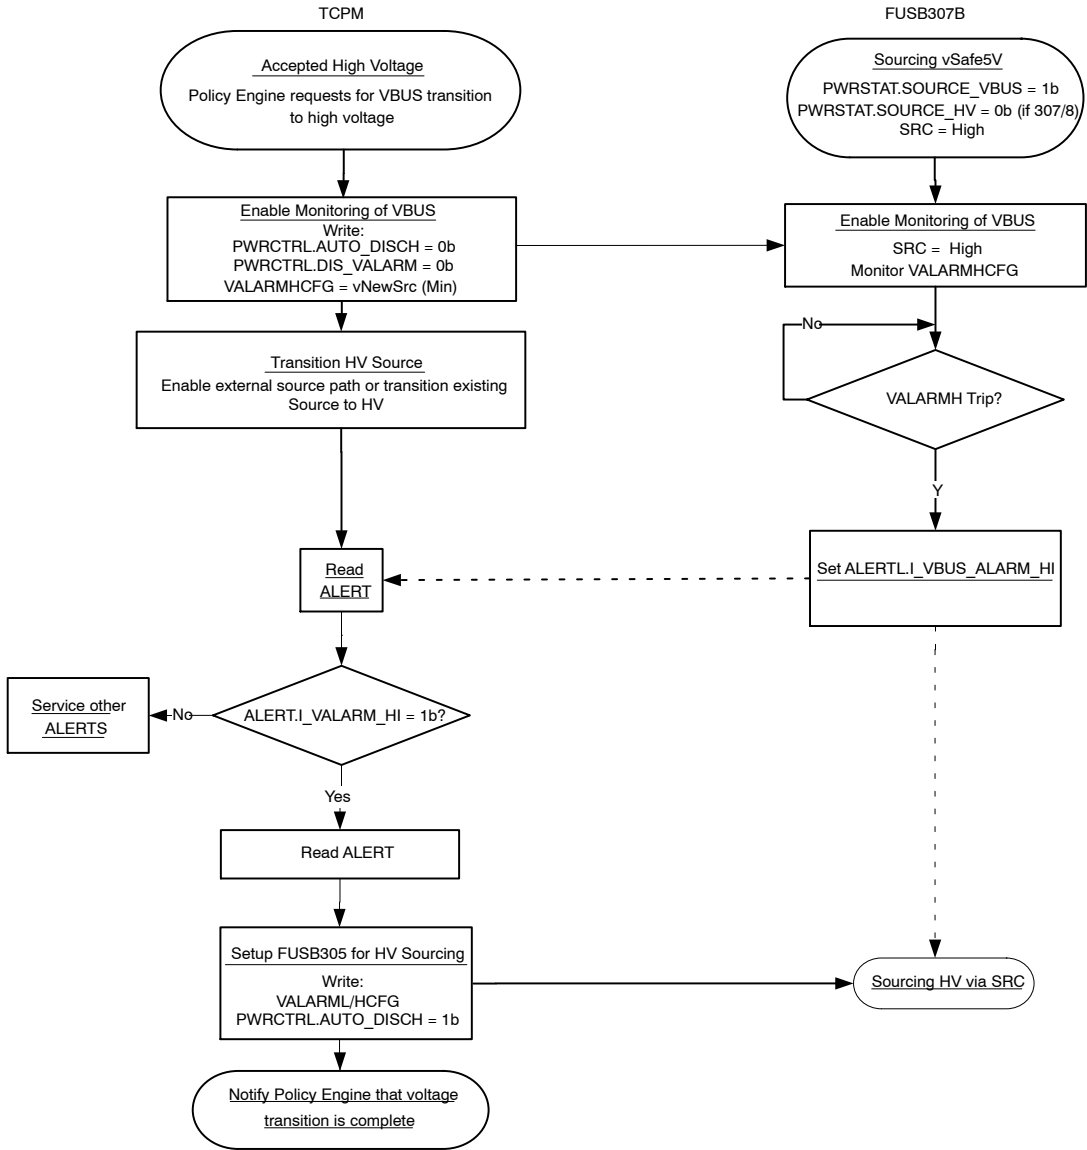 TCPM
FUSB307B
Accepted High Voltage
Policy Engine requests for VBUS transition
to high voltage
Sourcing vSafe5V
PWRSTAT.SOURCE_VBUS = 1b
PWRSTAT.SOURCE_HV = 0b (if 307/8)
SRC = High
Enable Monitoring of VBUS
Write:
PWRCTRL.AUTO_DISCH = 0b
PWRCTRL.DIS_VALARM = 0b
VALARMHCFG = vNewSrc (Min)
Enable Monitoring of VBUS
SRC = High
Monitor VALARMHCFG
Transition HV Source
Enable external source path or transition existing
Source to HV
No
VALARMH Trip?
Y
Read
ALERT
Set ALERTL.I_VBUS_ALARM_HI
Service other
ALERTS
No
ALERT.I_VALARM_HI = 1b?
Yes
Read ALERT
Setup FUSB305 for HV Sourcing
Write:
VALARML/HCFG
PWRCTRL.AUTO_DISCH = 1b
Sourcing HV via SRC
Notify Policy Engine that voltage
transition is complete